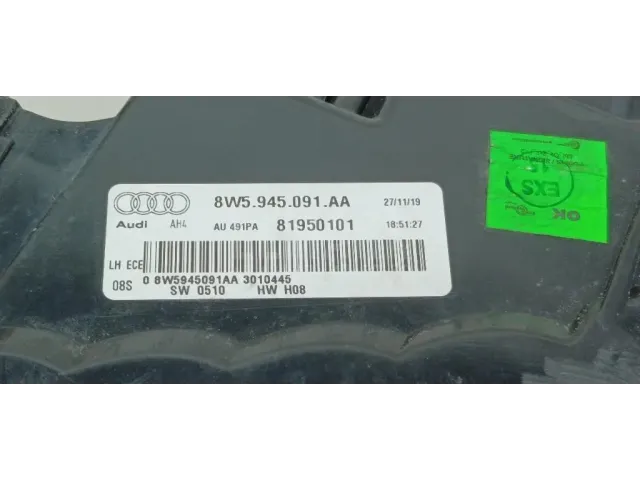 8W5.945.091.AA 27/11/19
Audi AH4 AU 491PA 81950101 18:51:27
LH ECE
08S 0 8W5945091AA 3010445
SW 0510 HW H08
OK
EXS
15